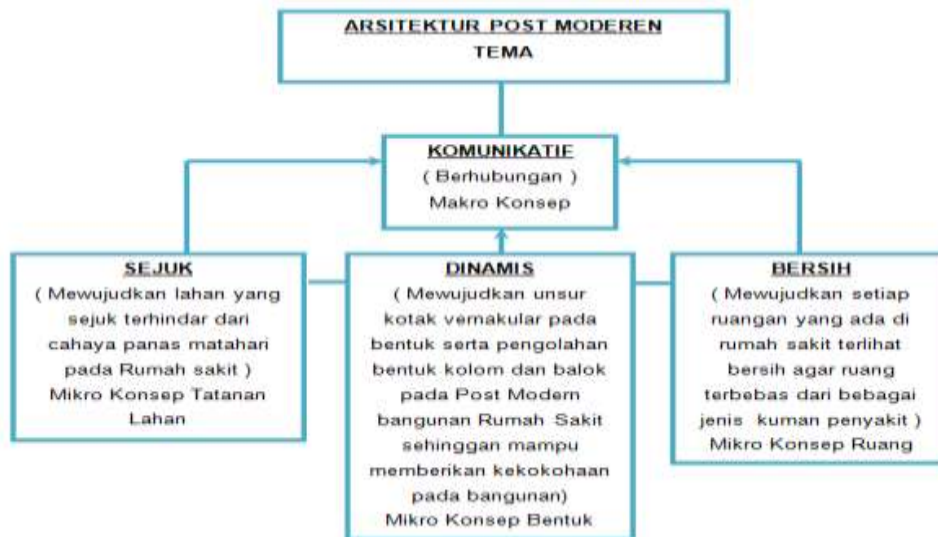 ARSITEKTUR POST MODEREN
TEMA
KOMUNIKATIF
( Berhubungan )
Makro Konsep
SEJUK
( Mewujudkan lahan yang
sejuk terhindar dari
cahaya panas matahari
pada Rumah sakit )
Mikro Konsep Tatanan
Lahan
DINAMIS
( Mewujudkan unsur
kotak vernakular pada
bentuk serta pengolahan
bentuk kolom dan balok
pada Post Modern
bangunan Rumah Sakit
sehinggan mampu
memberikan kekokohaan
pada bangunan)
Mikro Konsep Bentuk
BERSIH
( Mewujudkan setiap
ruangan yang ada di
rumah sakit terlihat
bersih agar ruang
terbebas dari bebagai
jenis kuman penyakit )
Mikro Konsep Ruang